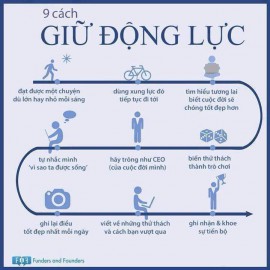 9 cách
GIỮ ĐỘNG LỰC
đạt được một chuyện
dù lớn hay nhỏ mỗi sáng
dùng xung lực đó
tiếp tục đi tới
tìm hiểu tương lai
biết cuộc đời sẽ
chóng tốt đẹp hơn
tự nhắc mình
"vì sao ta được sống"
hãy trông như CEO
(của cuộc đời mình)
biến thử thách
thành trò chơi
ghi lại điều
tốt đẹp nhất mỗi ngày
viết về những thử thách
và cách bạn vượt qua
ghi nhận & khoe
sự tiến bộ
Funders and Founders